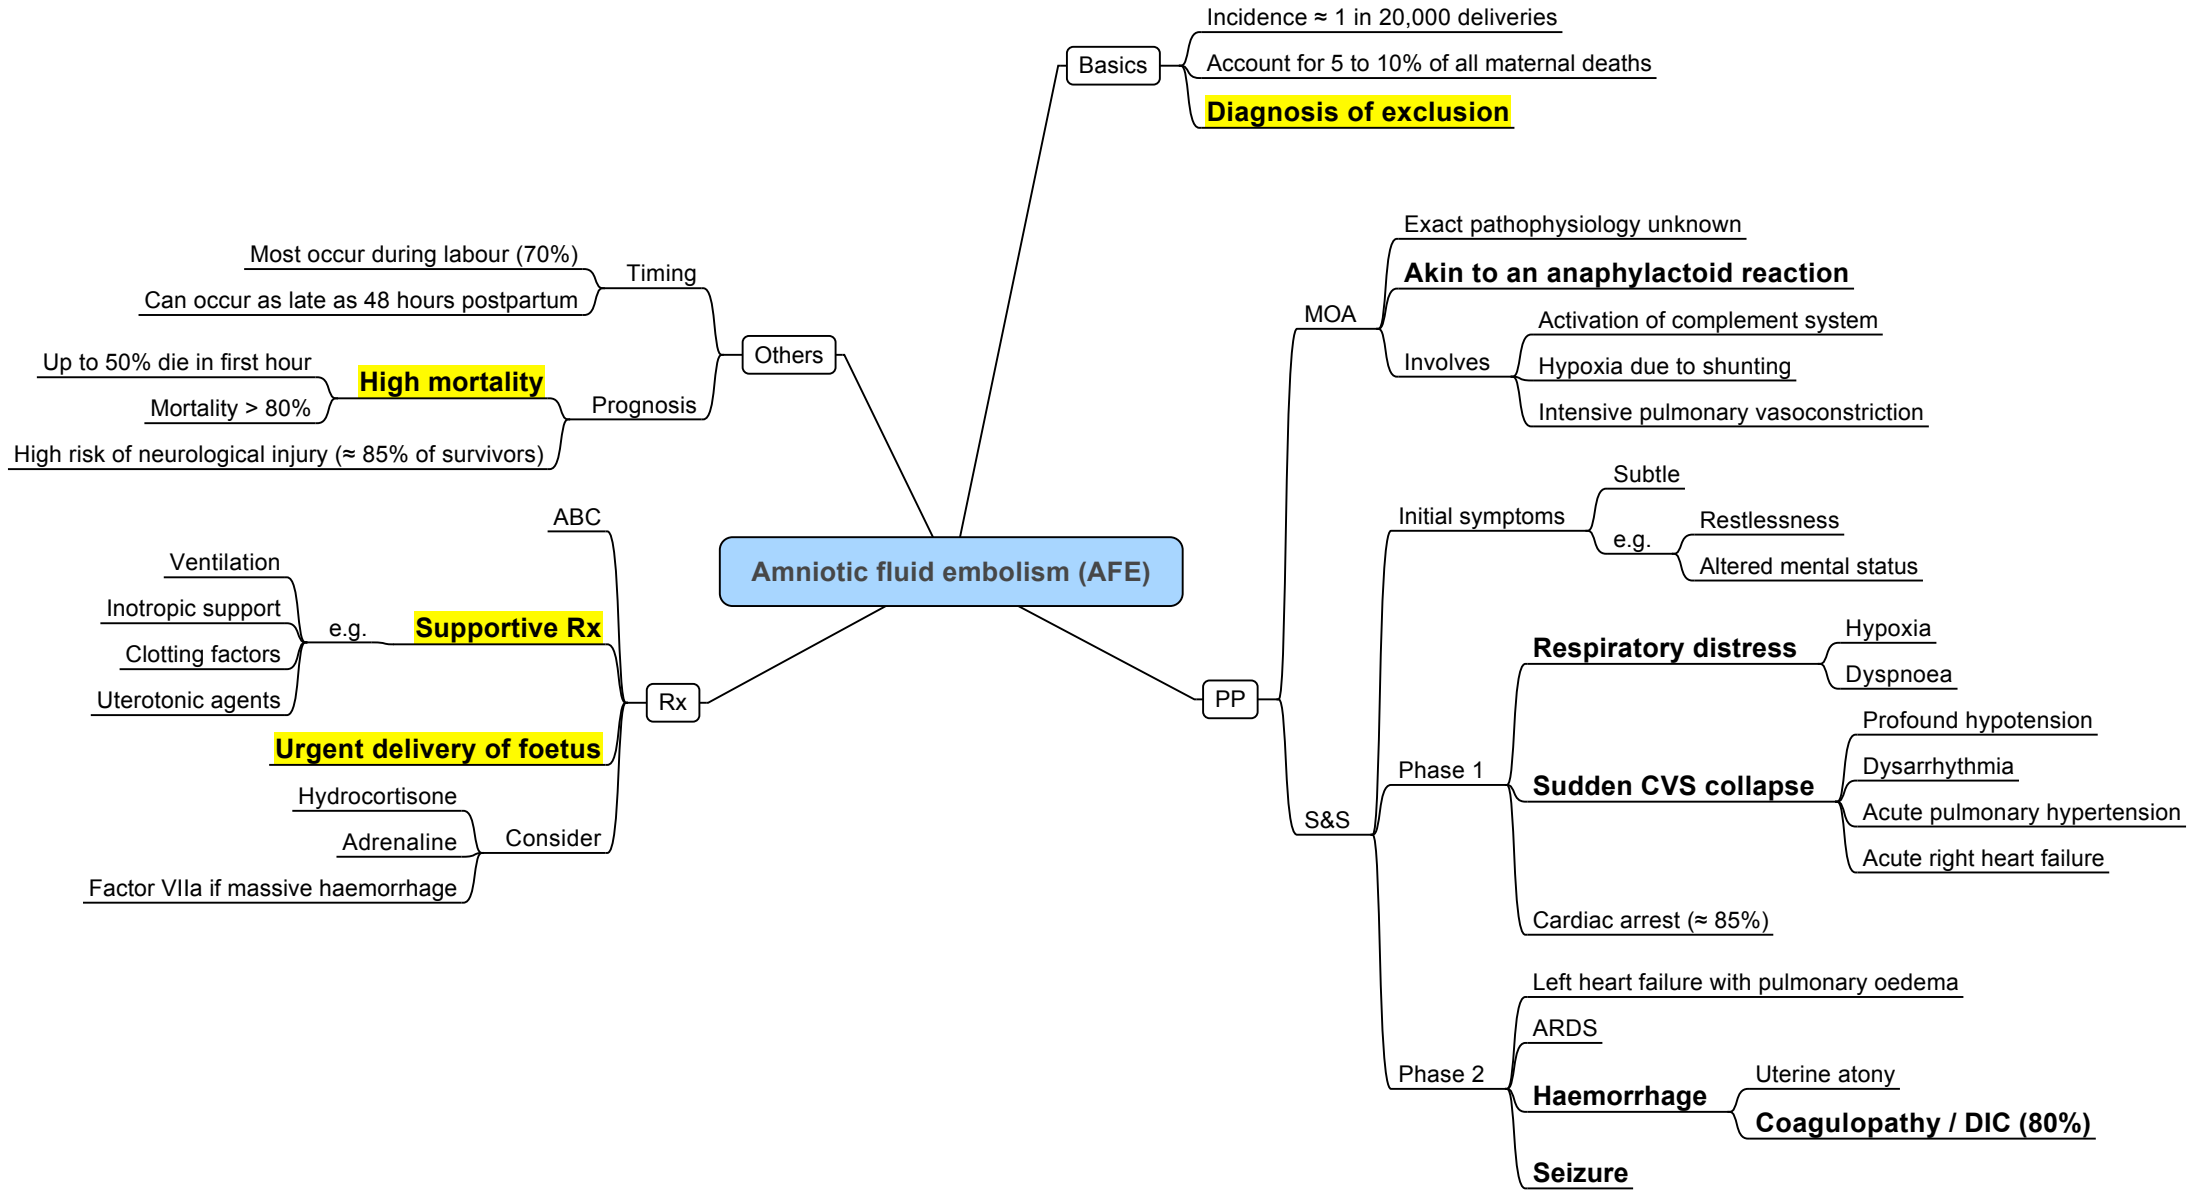 Amniotic fluid embolism (AFE)
Basics
Incidence ≈ 1 in 20,000 deliveries
Account for 5 to 10% of all maternal deaths
Diagnosis of exclusion
PP
MOA
Exact pathophysiology unknown
Akin to an anaphylactoid reaction
Involves
Activation of complement system
Hypoxia due to shunting
Intensive pulmonary vasoconstriction
S&S
Initial symptoms
Subtle
e.g.
Restlessness
Altered mental status
Phase 1
Respiratory distress
Hypoxia
Dyspnoea
Sudden CVS collapse
Profound hypotension
Dysarrhythmia
Acute pulmonary hypertension
Acute right heart failure
Cardiac arrest (≈ 85%)
Phase 2
Left heart failure with pulmonary oedema
ARDS
Haemorrhage
Uterine atony
Coagulopathy / DIC (80%)
Seizure
Rx
ABC
Supportive Rx
e.g.
Ventilation
Inotropic support
Clotting factors
Uterotonic agents
Urgent delivery of foetus
Consider
Hydrocortisone
Adrenaline
Factor VIIa if massive haemorrhage
Others
Timing
Most occur during labour (70%)
Can occur as late as 48 hours postpartum
Prognosis
High mortality
Up to 50% die in first hour
Mortality > 80%
High risk of neurological injury (≈ 85% of survivors)